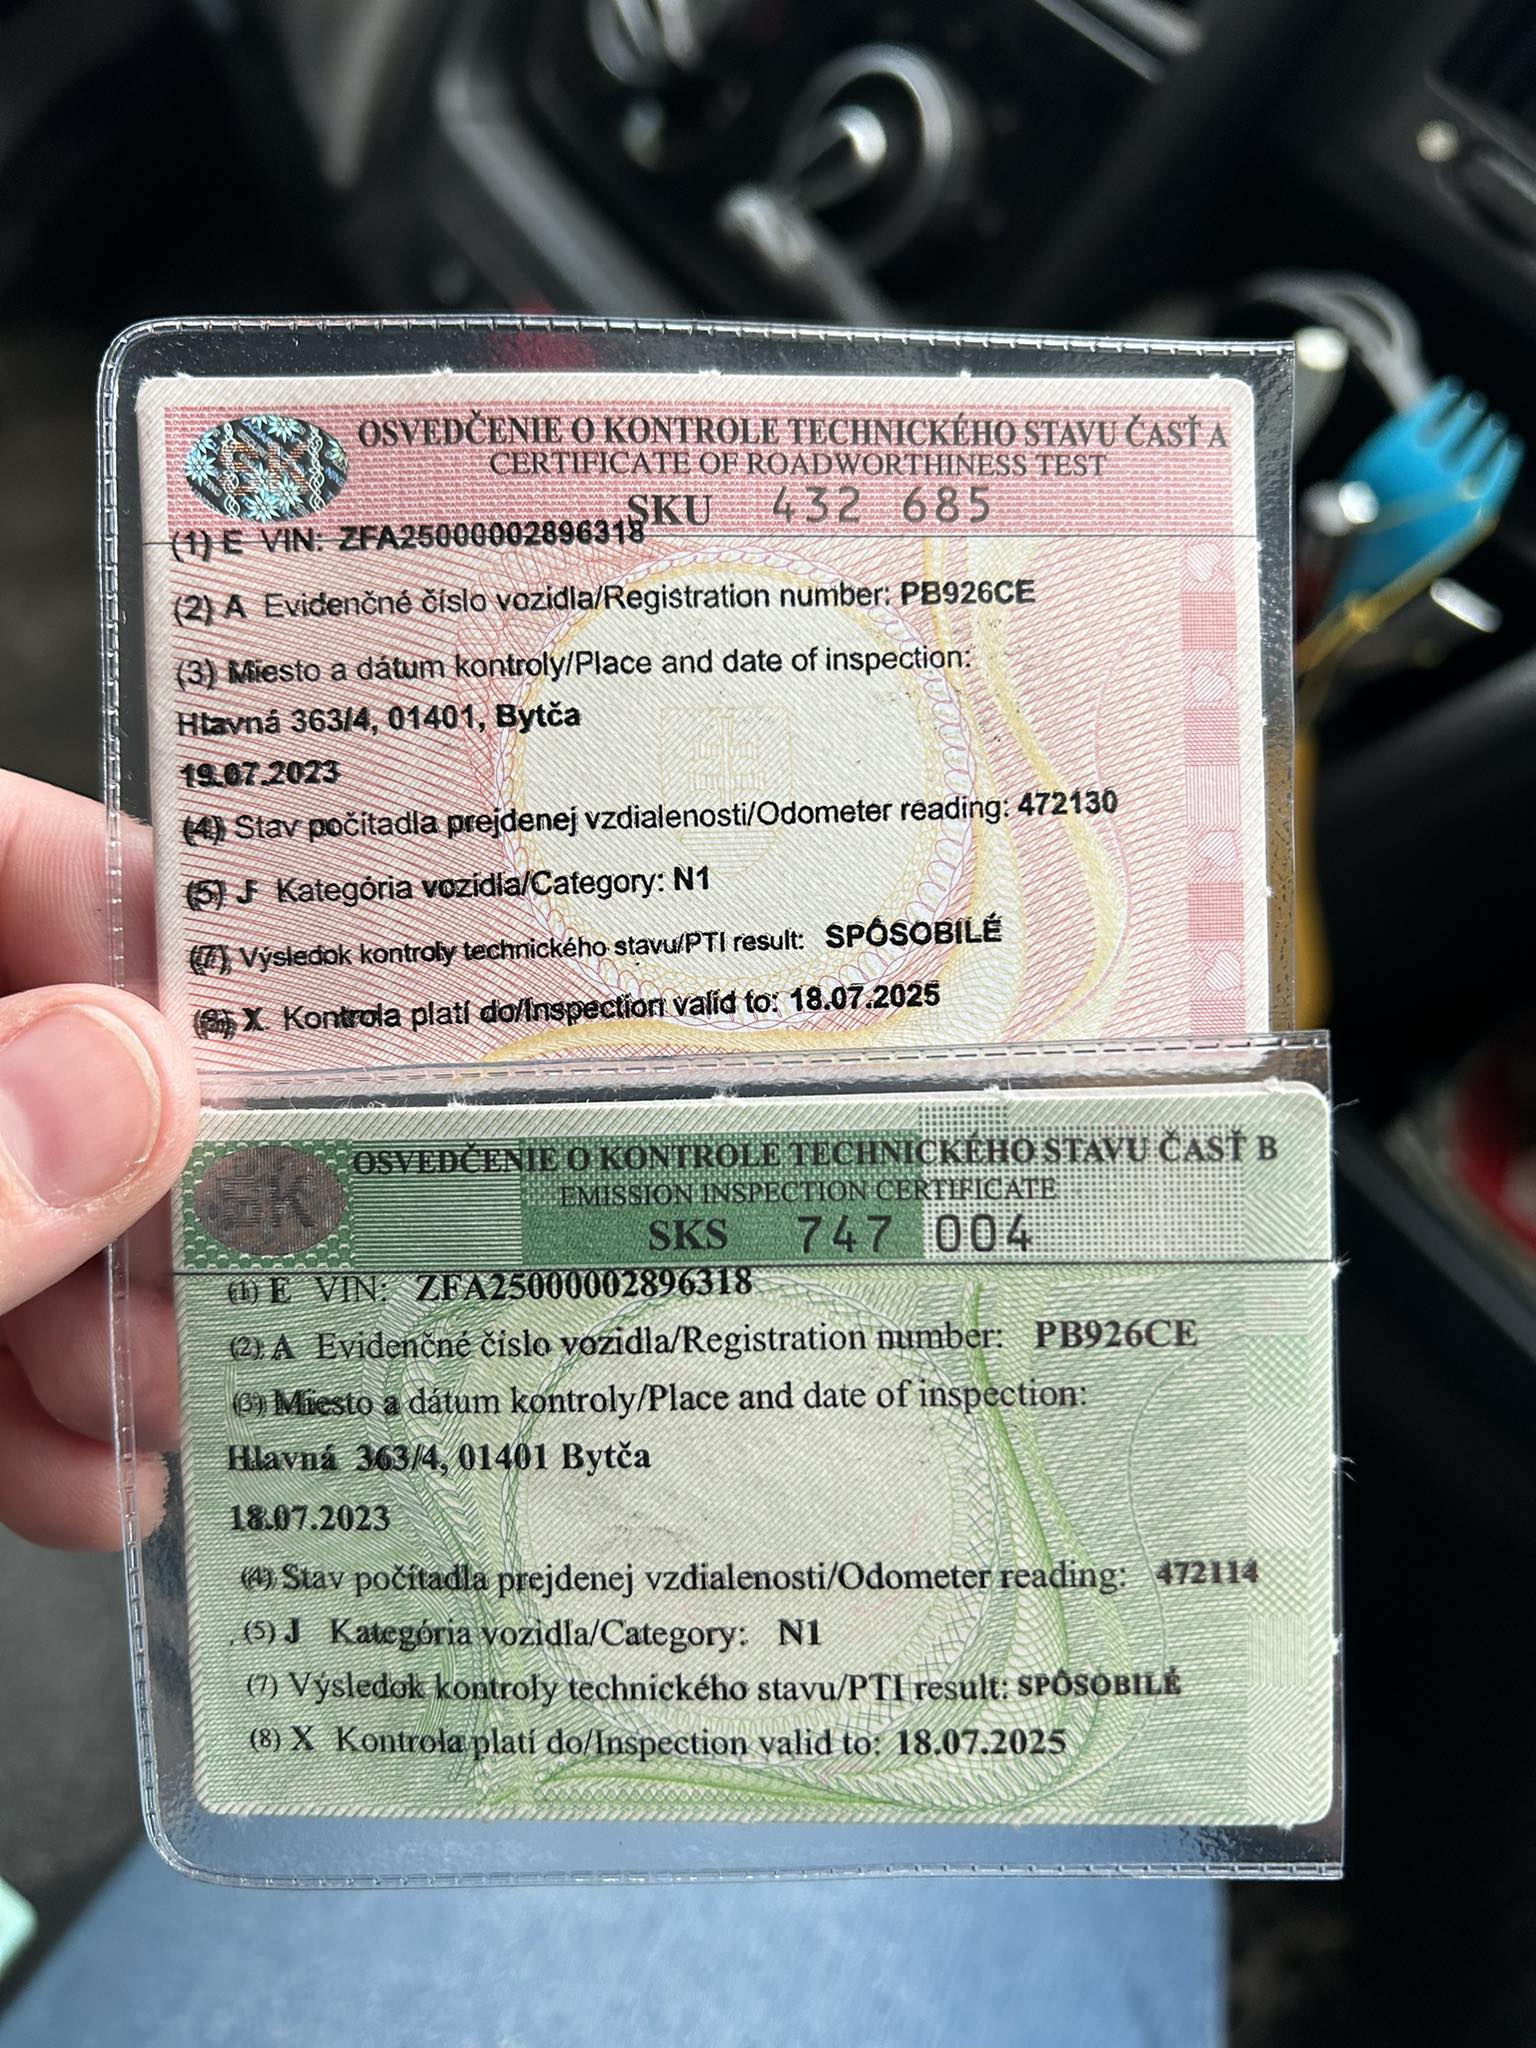 OSVEDČENIE O KONTROLE TECHNICKÉHO STAVU ČASŤ A
CERTIFICATE OF ROADWORTHINESS TEST
SKU 432 685
(1) E VIN: ZFA25000002896318
(2) A Evidenčné číslo vozidla/Registration number: PB926CE
(3) Miesto a dátum kontroly/Place and date of inspection:
Hlavná 363/4, 01401, Bytča
19.07.2023
(4) Stav počítadla prejdenej vzdialenosti/Odometer reading: 472130
(5) J Kategória vozidla/Category: N1
(7) Výsledok kontroly technického stavu/PTI result: SPÔSOBILÉ
(8) X Kontrola platí do/Inspection valid to: 18.07.2025
OSVEDČENIE O KONTROLE TECHNICKÉHO STAVU ČASŤ B
EMISSION INSPECTION CERTIFICATE
SK
SKS 747 004
(1) E VIN: ZFA25000002896318
(2) A Evidenčné číslo vozidla/Registration number: PB926CE
(3) Miesto a dátum kontroly/Place and date of inspection:
Hlavná 363/4, 01401 Bytča
18.07.2023
(4) Stav počítadla prejdenej vzdialenosti/Odometer reading: 472114
(5) J Kategória vozidla/Category: N1
(7) Výsledok kontroly technického stavu/PTI result: SPÔSOBILÉ
(8) X Kontrola platí do/Inspection valid to: 18.07.2025